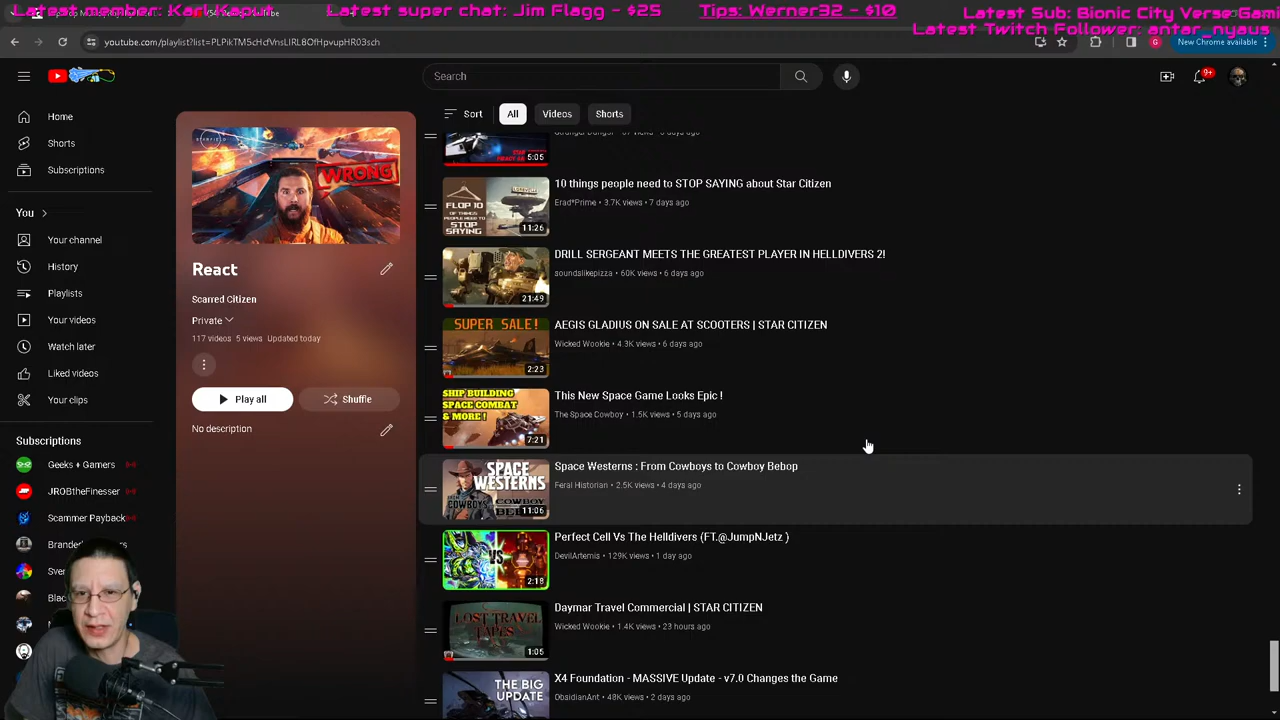 Latest member: Karl Kaput
Latest super chat: Jim Flagg - $25
Tips: Werner32 - $10
Latest Sub: Bionic City Verse Gami
Latest Twitch Follower: antar_nyaus
youtube.com/playlist?list=PLPikTM5cHcfVnsLIRL8OfHpvupHR03sch
G
New Chrome available
Search
9+
Home
Shorts
Subscriptions
You
Your channel
History
Playlists
Your videos
Watch later
Liked videos
Your clips
Subscriptions
Geeks + Gamers
JROBtheFinesser
Scammer Payback
Branded
Sven
Blac
STARFIELD
WRONG
React
Scarred Citizen
Private
117 videos 5 views Updated today
Play all
Shuffle
No description
Sort
All
Videos
Shorts
5:05
10 things people need to STOP SAYING about Star Citizen
Erad*Prime • 3.7K views • 7 days ago
FLOP 10
OF THINGS
PEOPLE NEED
TO STOP
SAYING
11:26
DRILL SERGEANT MEETS THE GREATEST PLAYER IN HELLDIVERS 2!
soundslikepizza • 60K views • 6 days ago
21:49
AEGIS GLADIUS ON SALE AT SCOOTERS | STAR CITIZEN
Wicked Wookie • 4.3K views • 6 days ago
SUPER SALE!
2:23
This New Space Game Looks Epic !
The Space Cowboy • 1.5K views • 5 days ago
SHIP BUILDING
SPACE COMBAT
& MORE !
7:21
Space Westerns : From Cowboys to Cowboy Bebop
Feral Historian • 2.5K views • 4 days ago
SPACE
WESTERNS
COWBOY
11:06
Perfect Cell Vs The Helldivers {FT.@JumpNJetz }
DevilArtemis • 129K views • 1 day ago
VS
2:18
Daymar Travel Commercial | STAR CITIZEN
Wicked Wookie • 1.4K views • 23 hours ago
LOST TRAVEL
TAPES
1:05
X4 Foundation - MASSIVE Update - v7.0 Changes the Game
ObsidianAnt • 48K views • 2 days ago
THE BIG
UPDATE